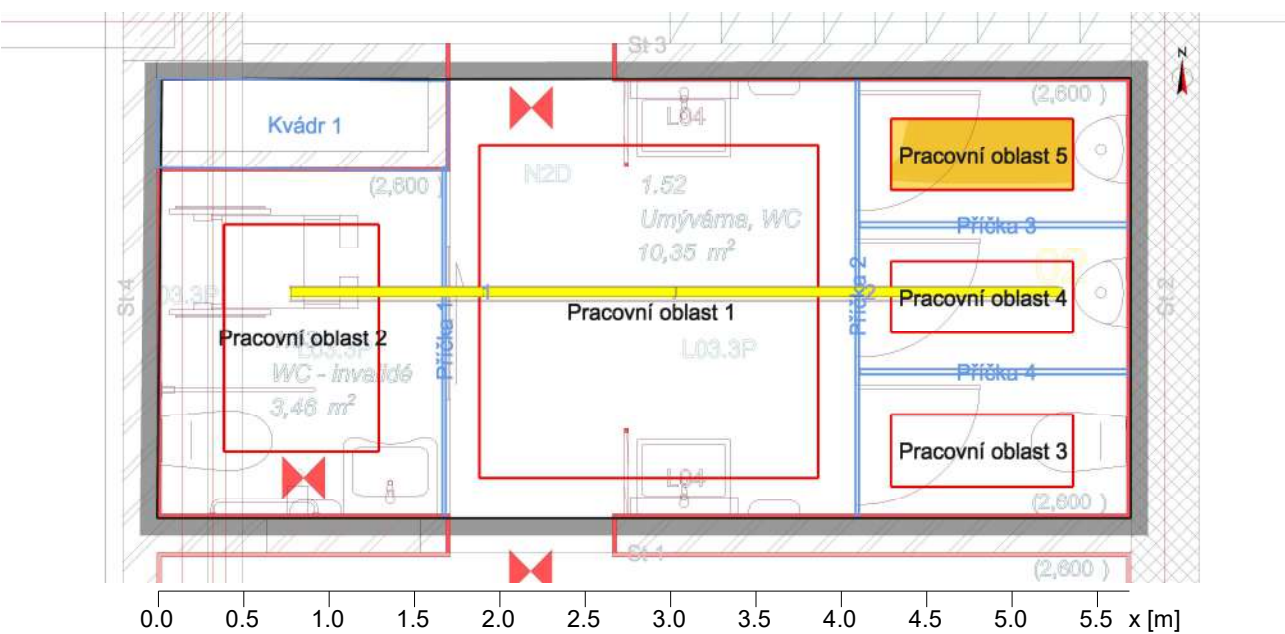 St 3
N
(2,600 )
Kvádr 1
L04
Pracovní oblast 5
N2D
1.52
(2,600
Umývárna, WC
Příčka 3
10,35 m²
St 4
03.3P
1
2
Příčka 2
Pracovní oblast 4
St 2
Pracovní oblast 1
Pracovní oblast 2
Příčka 1
L03.3P
L03.3P
WC - invalidé
Příčka 4
3,46 m²
Pracovní oblast 3
L04
(2,600 )
St 1
(2,600 )
0.0 0.5 1.0 1.5 2.0 2.5 3.0 3.5 4.0 4.5 5.0 5.5 x [m]